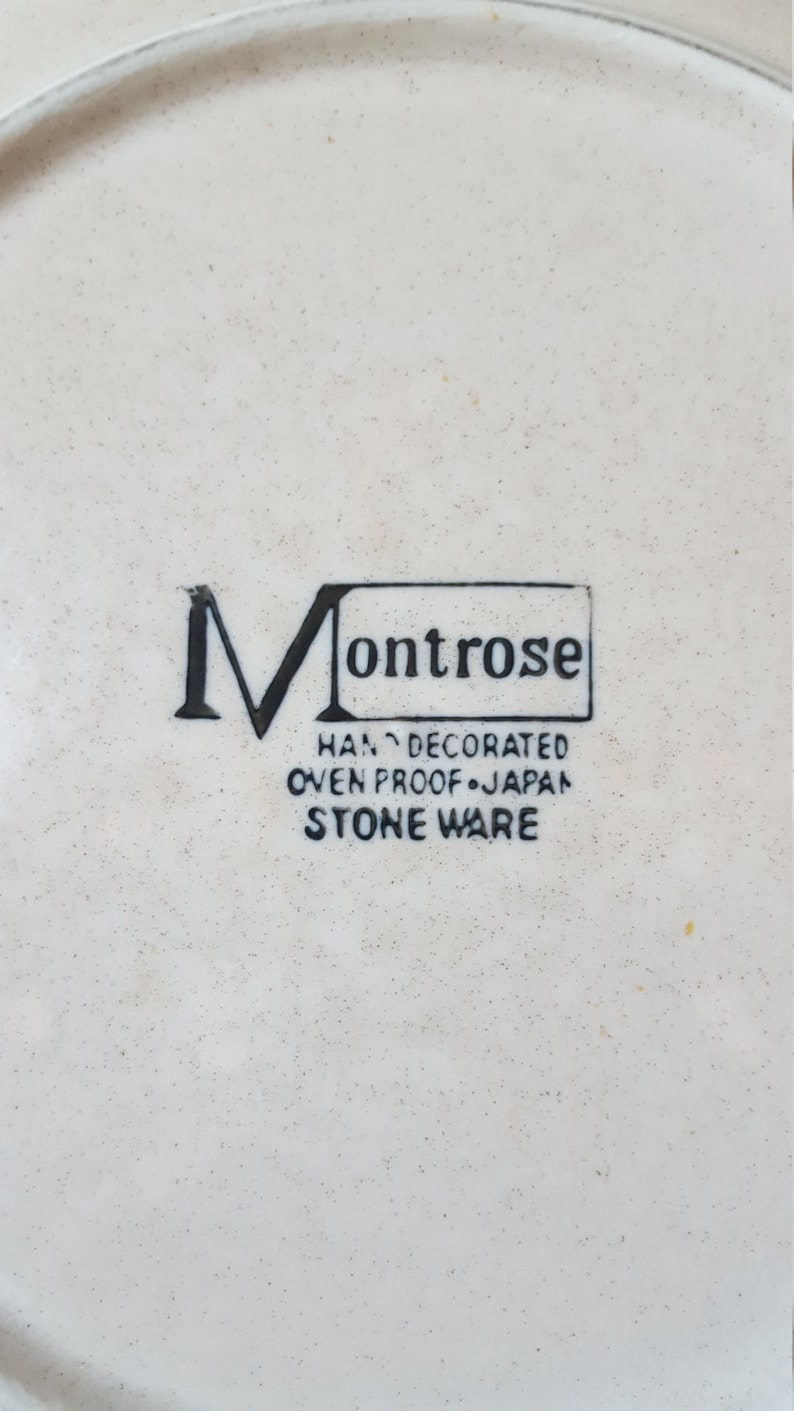 Montrose
HAND DECORATED
OVEN PROOF • JAPAN
STONE WARE